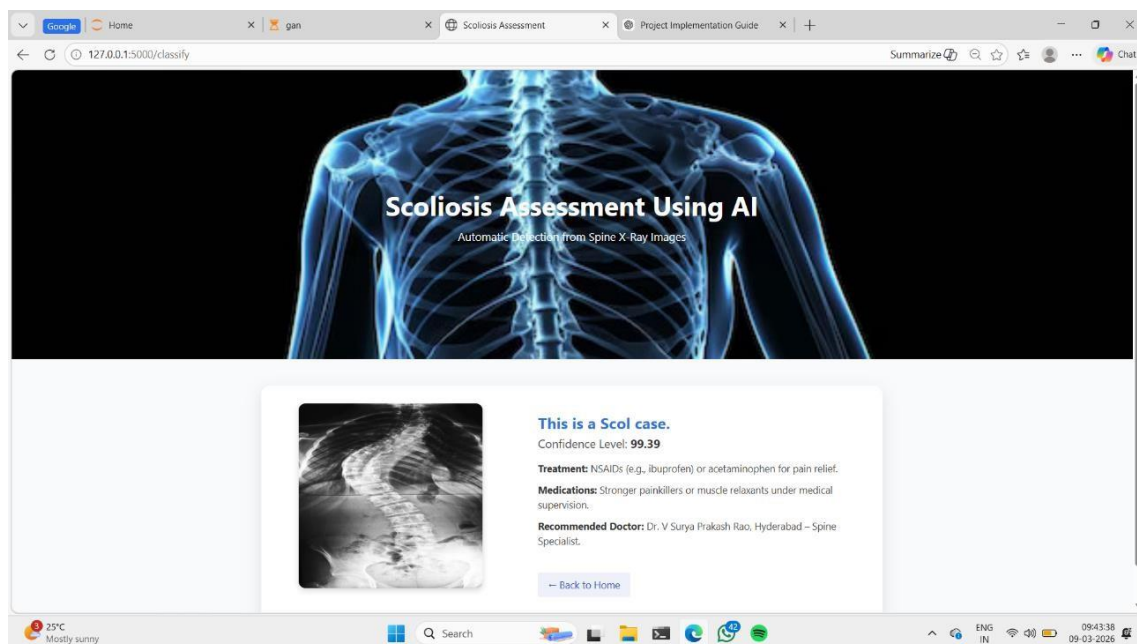 Google Home gan Scoliosis Assessment Project Implementation Guide
127.0.0.1:5000/classify Summarize Chat
Scoliosis Assessment Using AI
Automatic Detection from Spine X-Ray Images
This is a Scol case.
Confidence Level: 99.39
Treatment: NSAIDs (e.g., ibuprofen) or acetaminophen for pain relief.
Medications: Stronger painkillers or muscle relaxants under medical
supervision.
Recommended Doctor: Dr. V Surya Prakash Rao, Hyderabad – Spine
Specialist.
← Back to Home
3 25°C
Mostly sunny
Search
42
ENG
IN
09:43:38
09-03-2026